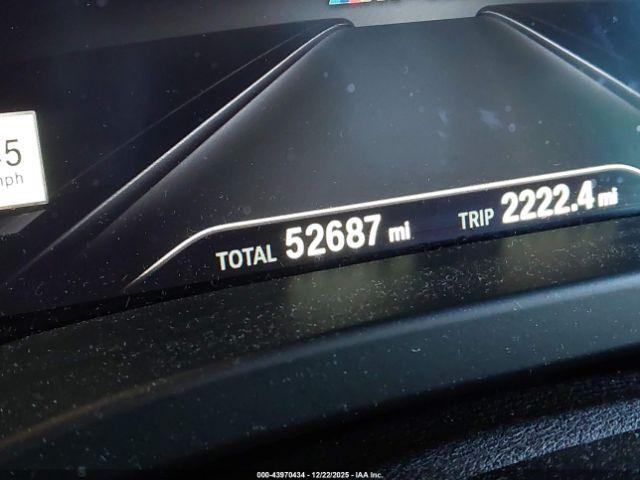 5
mph
TOTAL 52687 mi TRIP 2222.4 mi
000-43970434 - 12/22/2025 - IAA Inc.